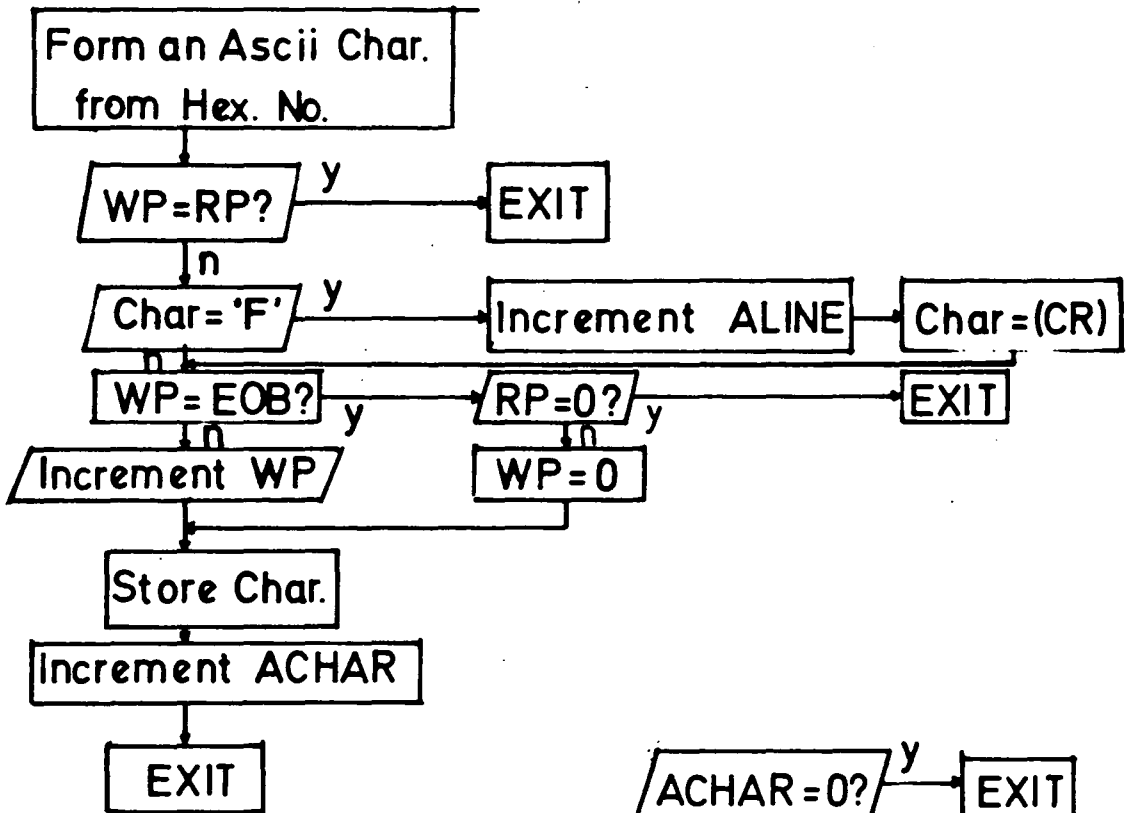 Form an Ascii Char.
from Hex. No.
WP=RP?
y
EXIT
n
Char='F'
y
Increment ALINE
Char=(CR)
n
WP=EOB?
y
RP=0?
y
EXIT
n
n
Increment WP
WP=0
Store Char.
Increment ACHAR
EXIT
ACHAR=0?
y
EXIT